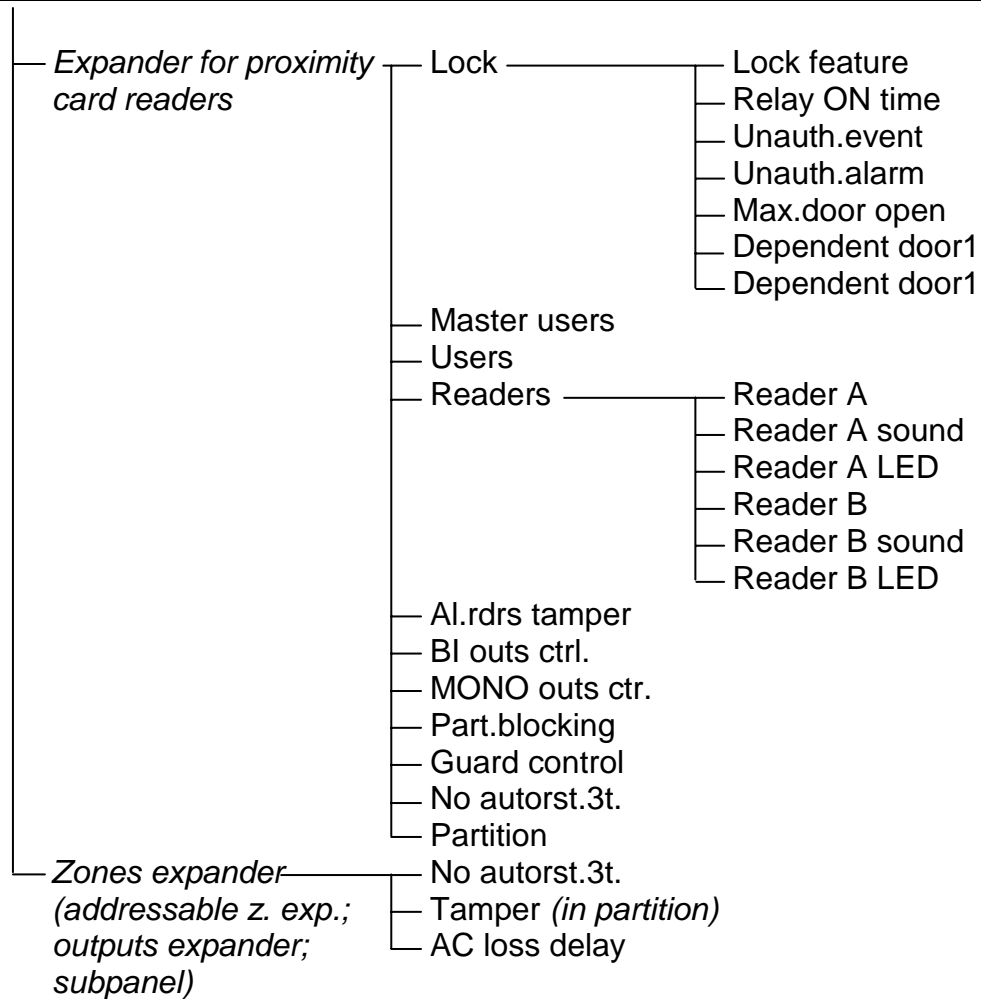 Expander for proximity card readers
Lock
Lock feature
Relay ON time
Unauth.event
Unauth.alarm
Max.door open
Dependent door1
Dependent door1
Master users
Users
Readers
Reader A
Reader A sound
Reader A LED
Reader B
Reader B sound
Reader B LED
Al.rdrs tamper
BI outs ctrl.
MONO outs ctr.
Part.blocking
Guard control
No autorst.3t.
Partition
Zones expander
(addressable z. exp.;
outputs expander;
subpanel)
No autorst.3t.
Tamper (in partition)
AC loss delay